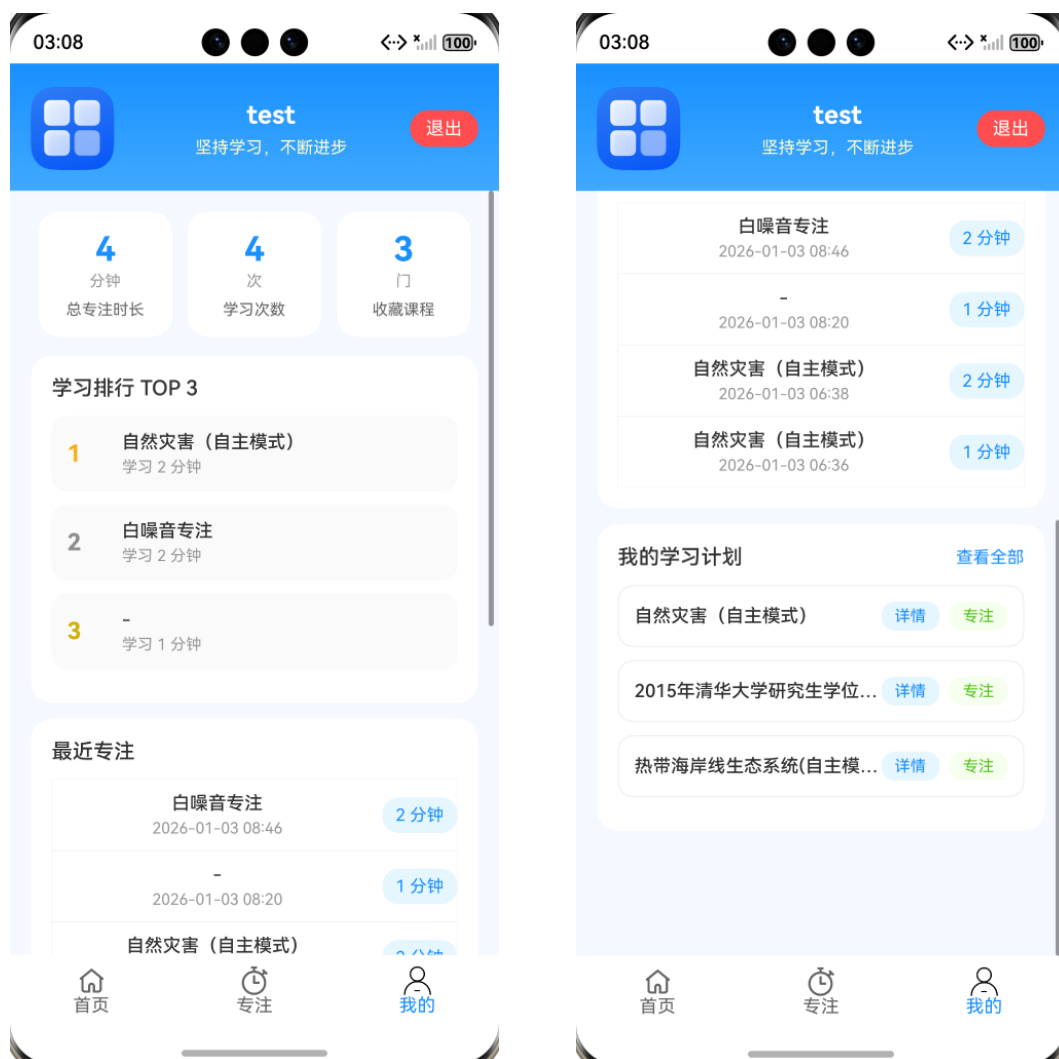 03:08
100
test
坚持学习，不断进步
退出
4
分钟
总专注时长
4
次
学习次数
3
门
收藏课程
学习排行 TOP 3
1
自然灾害（自主模式）
学习 2 分钟
2
白噪音专注
学习 2 分钟
3
-
学习 1 分钟
最近专注
白噪音专注
2026-01-03 08:46
2 分钟
-
2026-01-03 08:20
1 分钟
自然灾害（自主模式）
首页
专注
我的
03:08
100
test
坚持学习，不断进步
退出
白噪音专注
2026-01-03 08:46
2 分钟
-
2026-01-03 08:20
1 分钟
自然灾害（自主模式）
2026-01-03 06:38
2 分钟
自然灾害（自主模式）
2026-01-03 06:36
1 分钟
我的学习计划
查看全部
自然灾害（自主模式）
详情
专注
2015年清华大学研究生学位...
详情
专注
热带海岸线生态系统(自主模...
详情
专注
首页
专注
我的